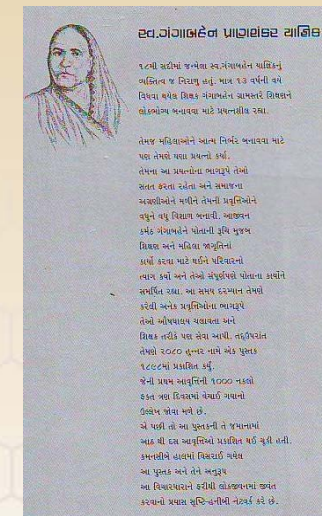 સ્વ.ગંગાબહેન પ્રાણશંકર યાજ્ઞિક
૧૮મી સદીમાં જન્મેલા સ્વ.ગંગાબહેન યાજ્ઞિકનું
વ્યક્તિત્વ જ નિરાળુ હતું. માત્ર ૧૩ વર્ષની વયે
વિધવા થયેલ શિક્ષક ગંગાબહેન ગ્રામસ્તરે શિક્ષણને
લોકભોગ્ય બનાવવા માટે પ્રયત્નશીલ રહ્યા.
તેમજ મહિલાઓને આત્મ નિર્ભર બનાવવા માટે
પણ તેમણે ઘણા પ્રયત્નો કર્યા.
તેમના આ પ્રયત્નોના ભાગરૂપે તેઓ
સતત ફરતા રહેતા અને સમાજના
અગ્રણીઓને મળીને તેમની પ્રવૃત્તિઓને
વધુને વધુ વિશાળ બનાવી. આજીવન
કર્મઠ ગંગાબહેને પોતાની રૂચિ મુજબ
શિક્ષણ અને મહિલા જાગૃતિનાં
કાર્યો કરવા માટે થઈને પરિવારનો
ત્યાગ કર્યો અને તેઓ સંપૂર્ણપણે પોતાના કાર્યોને
સમર્પિત રહ્યા. આ સમય દરમ્યાન તેમણે
કરેલી અનેક પ્રવૃત્તિઓના ભાગરૂપે
તેઓ ઔષધાલય ચલાવતા અને
શિક્ષક તરીકે પણ સેવા આપી. તદ્ઉપરાંત
તેમણે ૨૦૮૦ હુન્નર નામે એક પુસ્તક
૧૮૯૮માં પ્રકાશિત કર્યું.
જેની પ્રથમ આવૃત્તિની ૧૦૦૦ નકલો
ફક્ત ત્રણ દિવસમાં વેચાઈ ગયાનો
ઉલ્લેખ જોવા મળે છે.
એ પછી તો આ પુસ્તકની તે જમાનામાં
આઠ થી દસ આવૃત્તિઓ પ્રકાશિત થઈ ચૂકી હતી.
કમનસીબે હાલમાં વિસરાઈ ગયેલ
આ પુસ્તક અને તેને અનુરૂપ
આ વિચારધારાને ફરીથી લોકજીવનમાં જીવંત
કરવાનો પ્રયાસ સૃષ્ટિ-હનીબી નેટવર્ક કરે છે.